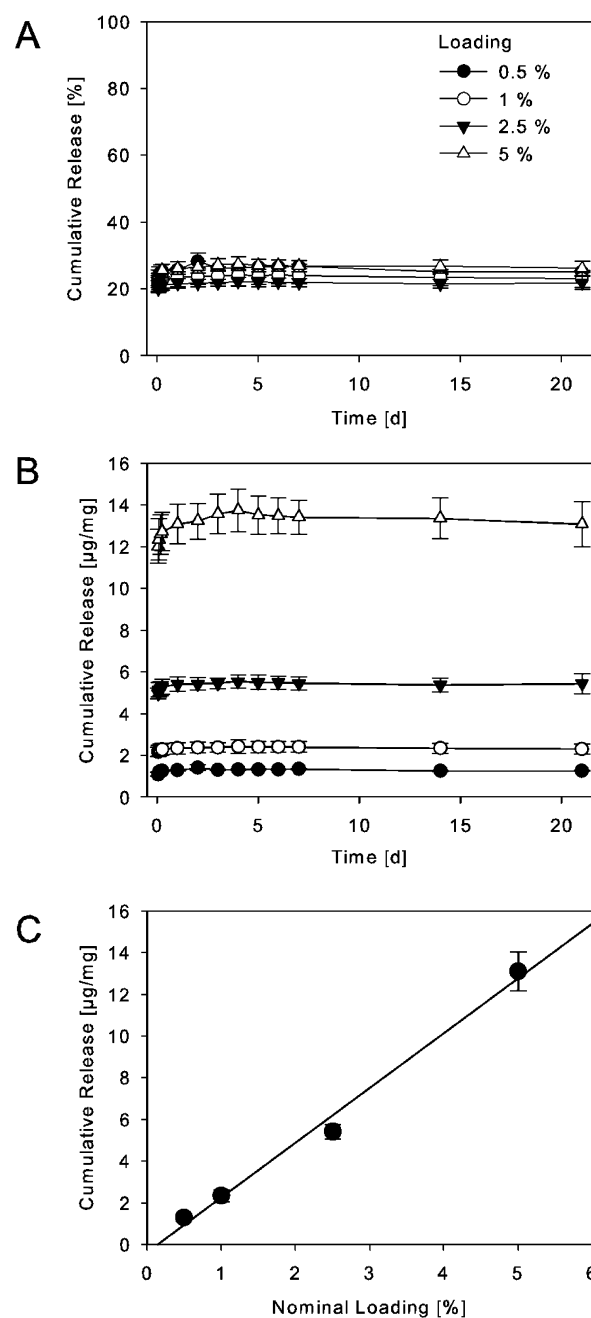 A
Cumulative Release [%]
100
80
60
40
20
0
Loading
0.5 %
1 %
2.5 %
5 %
0 5 10 15 20
Time [d]
B
Cumulative Release [µg/mg]
16
14
12
10
8
6
4
2
0
0 5 10 15 20
Time [d]
C
Cumulative Release [µg/mg]
16
14
12
10
8
6
4
2
0
0 1 2 3 4 5 6
Nominal Loading [%]